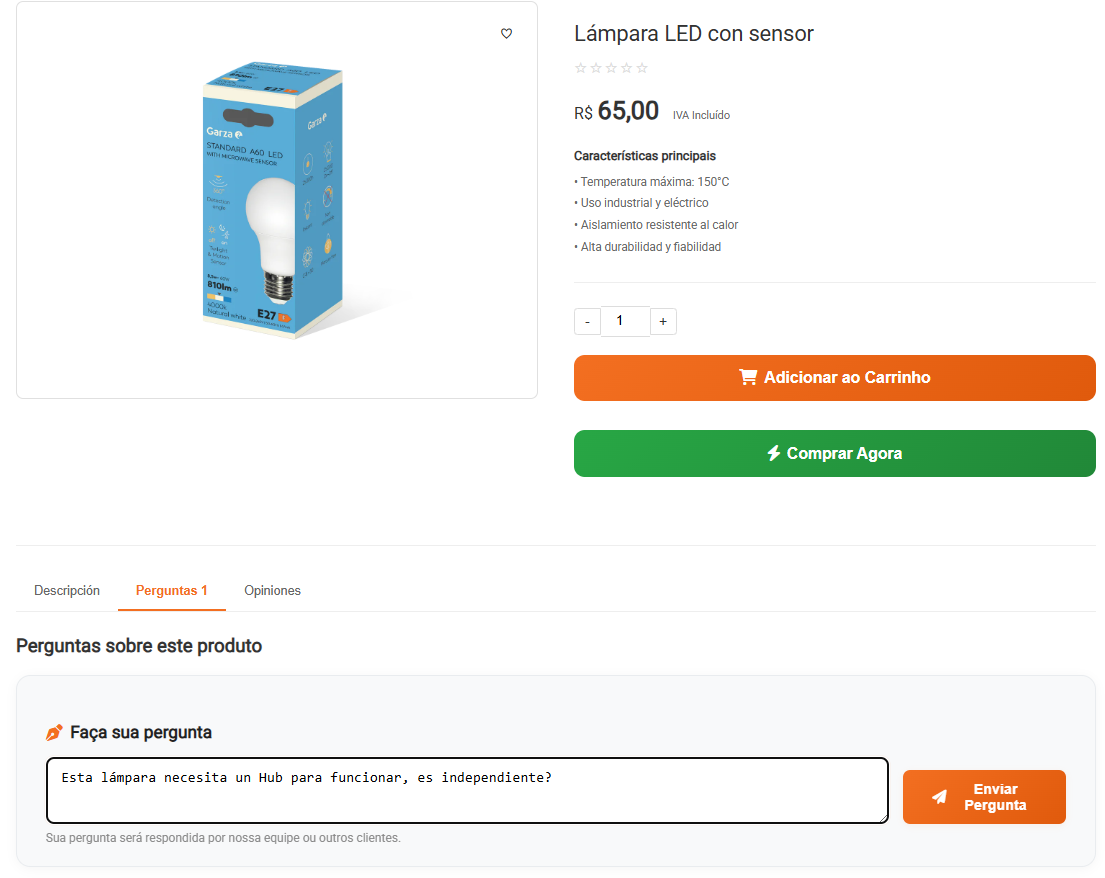 Lámpara LED con sensor
R$ 65,00 IVA Incluído
Características principais
• Temperatura máxima: 150°C
• Uso industrial y eléctrico
• Aislamiento resistente al calor
• Alta durabilidad y fiabilidad
- 1 +
Adicionar ao Carrinho
Comprar Agora
Garza
STANDARD A60 LED
WITH MICROWAVE SENSOR
Detection
angle
Twilight
& Motion
Sensor
810lm
4000k
Natural white
E27
Garza
E27
Descripción Perguntas 1 Opiniones
Perguntas sobre este produto
Faça sua pergunta
Esta lámpara necesita un Hub para funcionar, es independiente?
Enviar
Pergunta
Sua pergunta será respondida por nossa equipe ou outros clientes.